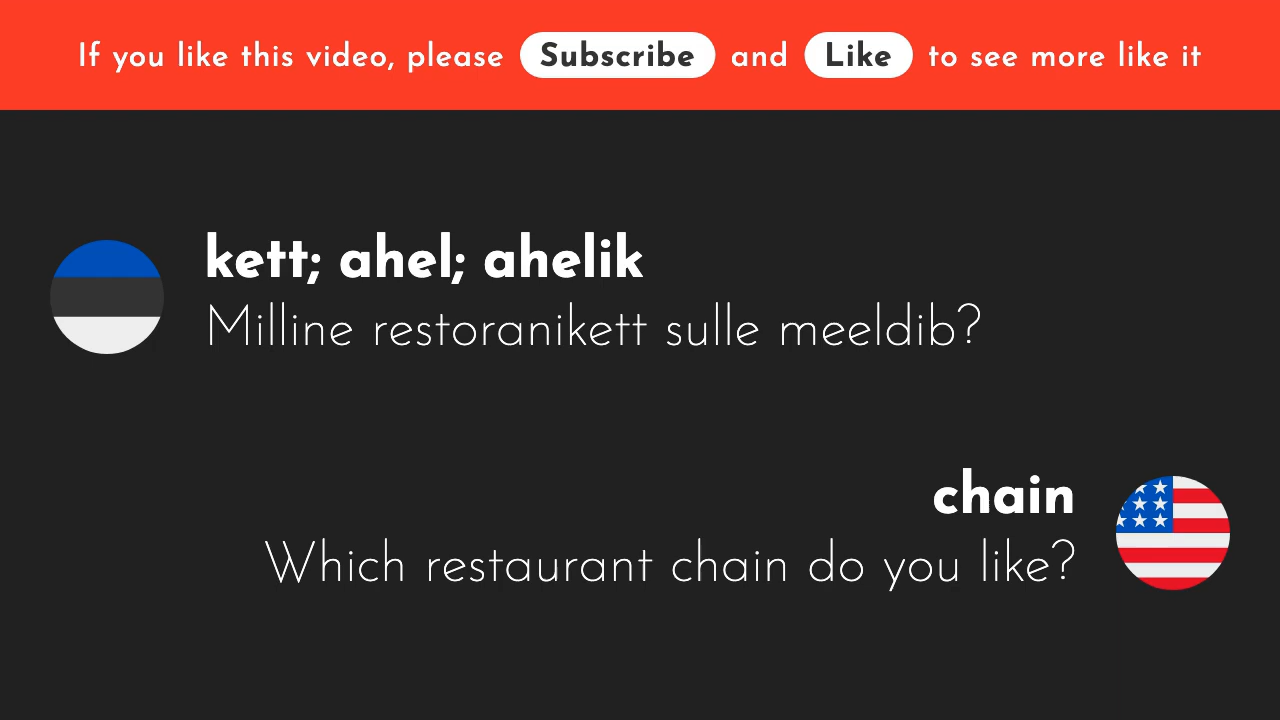 If you like this video, please Subscribe and Like to see more like it
kett; ahel; ahelik
Milline restoranikett sulle meeldib?
chain
Which restaurant chain do you like?